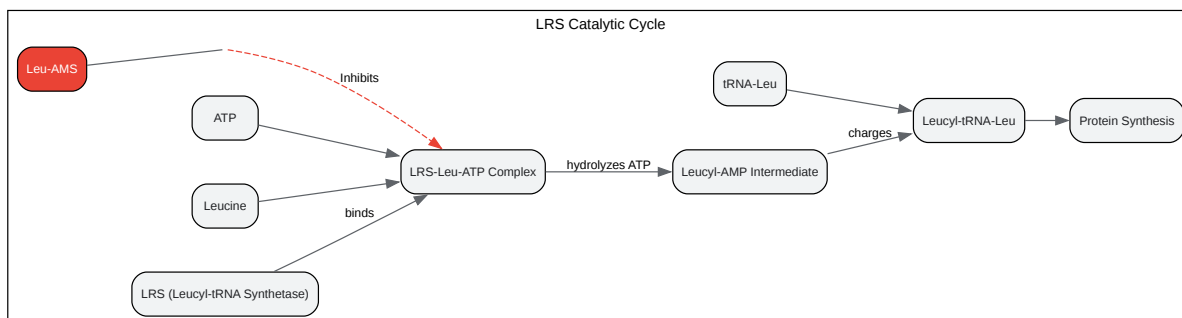 LRS Catalytic Cycle
Leu-AMS
Inhibits
tRNA-Leu
ATP
Leucyl-tRNA-Leu
Protein Synthesis
charges
hydrolyzes ATP
LRS-Leu-ATP Complex
Leucyl-AMP Intermediate
Leucine
binds
LRS (Leucyl-tRNA Synthetase)